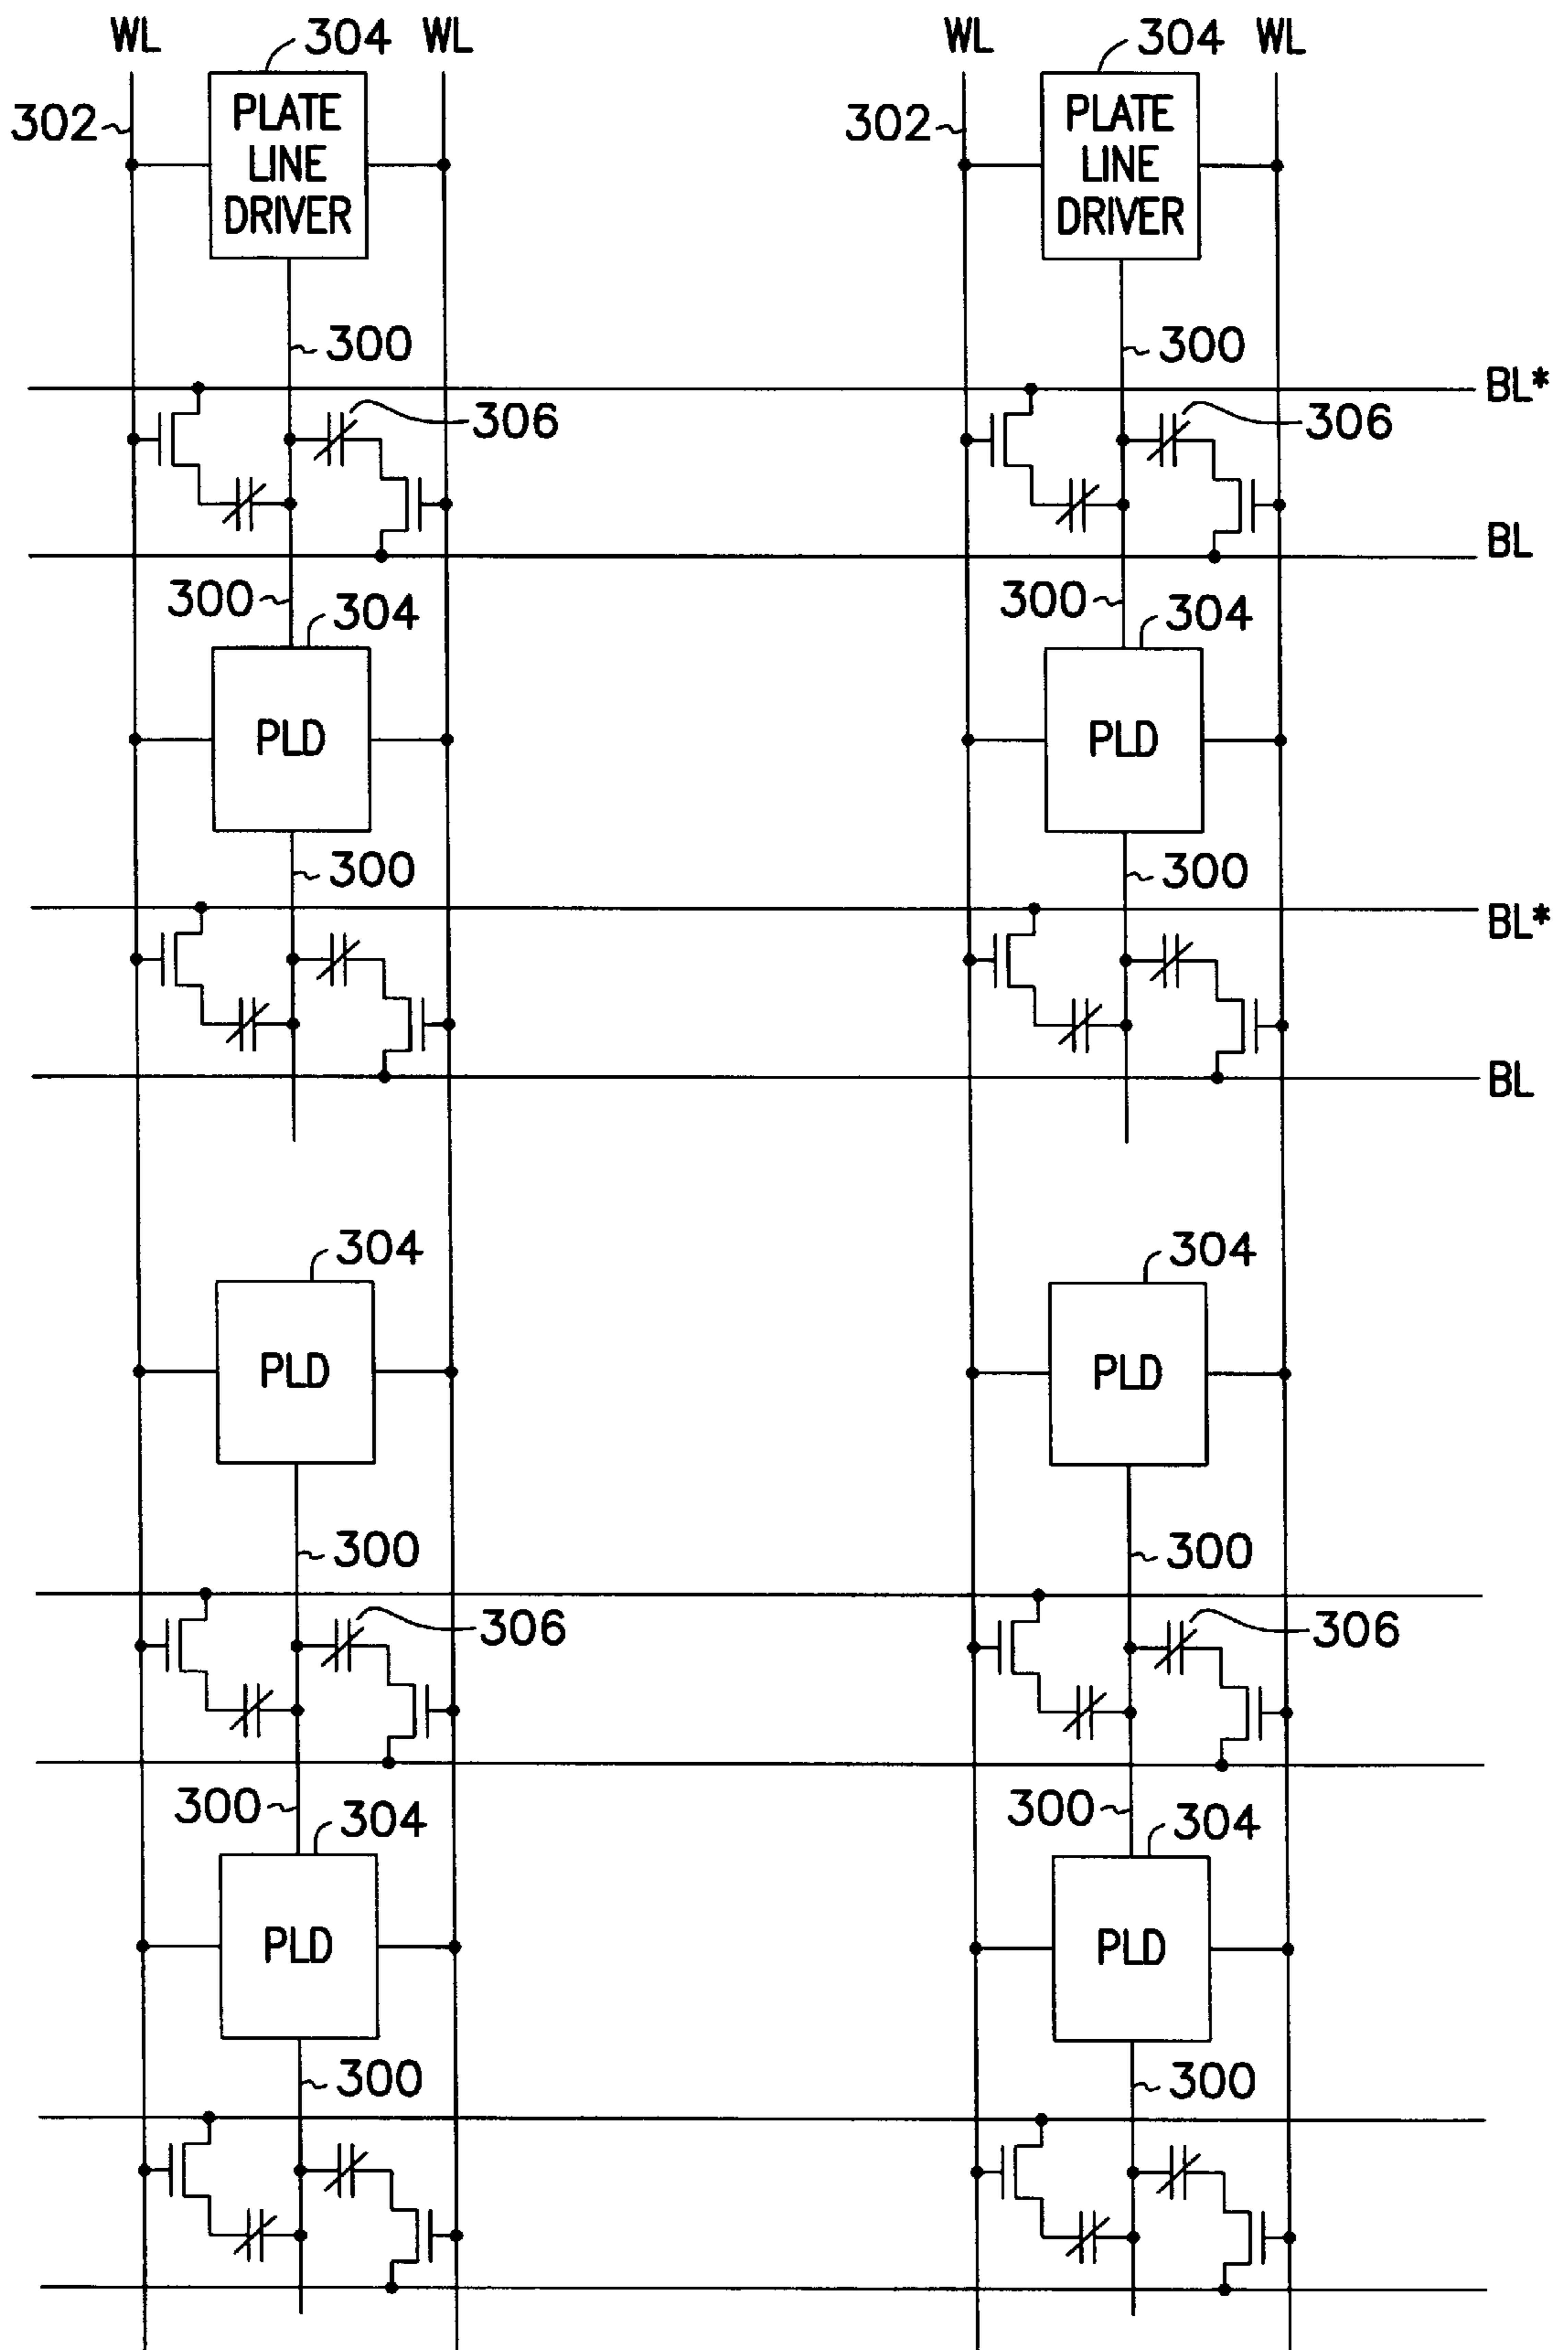 WL 304 WL WL 304 WL
302 PLATE LINE DRIVER 302 PLATE LINE DRIVER
300 300
BL*
306 306
BL
300 304 300 304
PLD PLD
300 300
BL*
BL
304 304
PLD PLD
300 300
306 306
300 304 300 304
PLD PLD
300 300